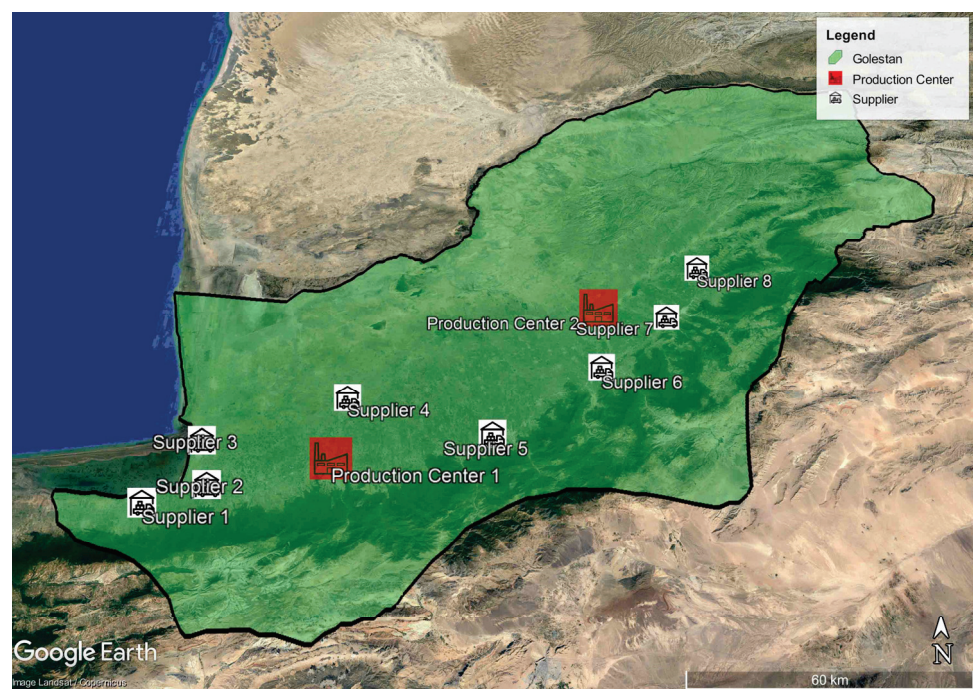 Legend
Golestan
Production Center
Supplier
Supplier 8
Production Center 2
Supplier 7
Supplier 6
Supplier 4
Supplier 3
Supplier 5
Production Center 1
Supplier 2
Supplier 1
Google Earth
Image Landsat / Copernicus
N
60 km